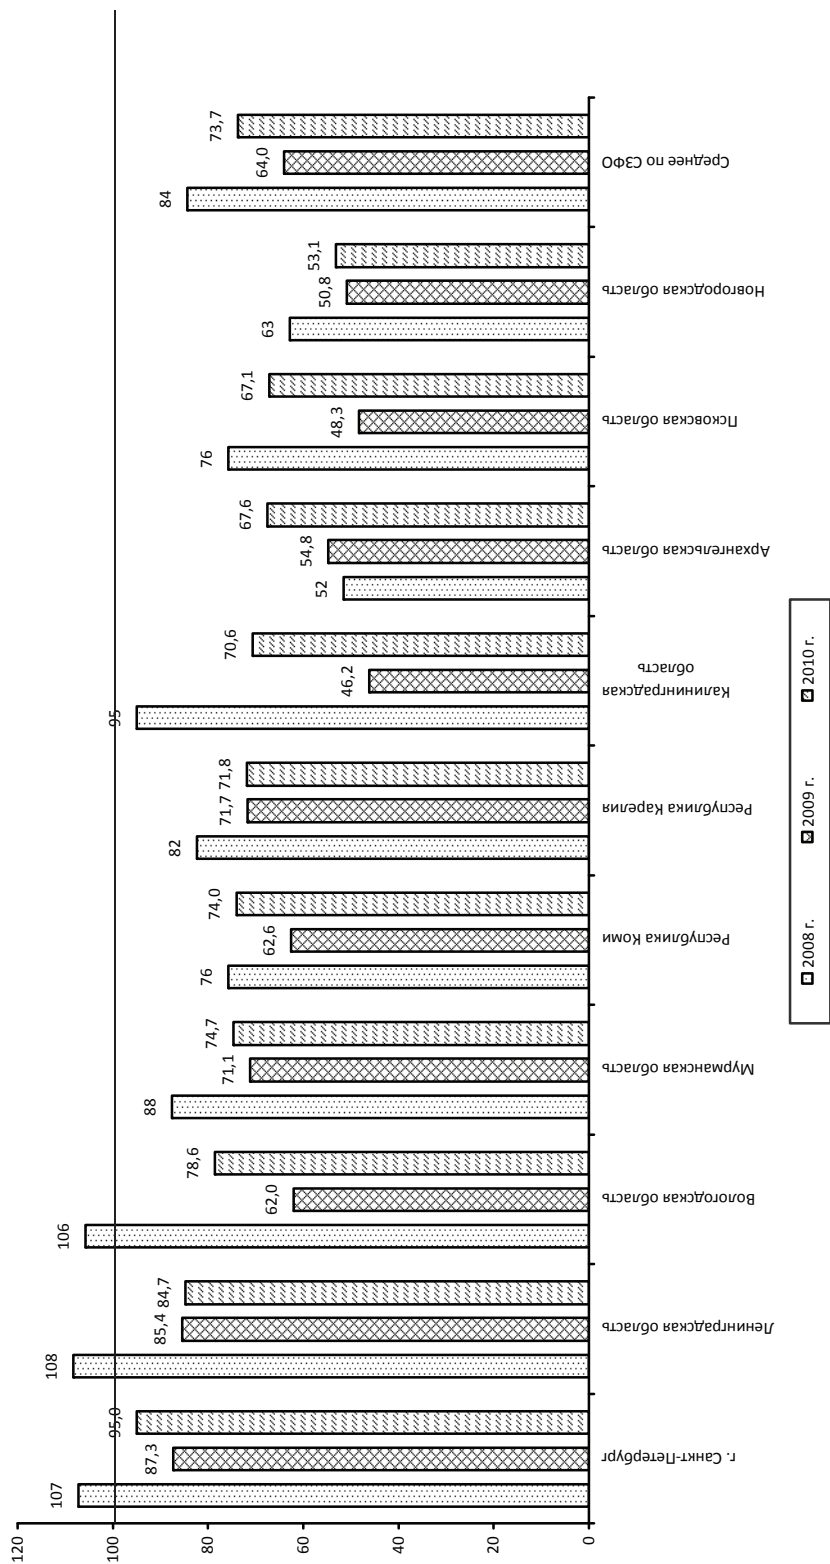 120
100
80
60
40
20
0
107
87,3
95,0
108
85,4
84,7
106
62,0
78,6
88
71,1
74,7
76
62,6
74,0
82
71,7
71,8
95
46,2
70,6
52
54,8
67,6
76
48,3
67,1
63
50,8
53,1
84
64,0
73,7
г. Санкт-Петербург
Ленинградская область
Вологодская область
Мурманская область
Республика Коми
Республика Карелия
Калининградская
область
Архангельская область
Псковская область
Новгородская область
Среднее по СЗФО
2008 г.
2009 г.
2010 г.